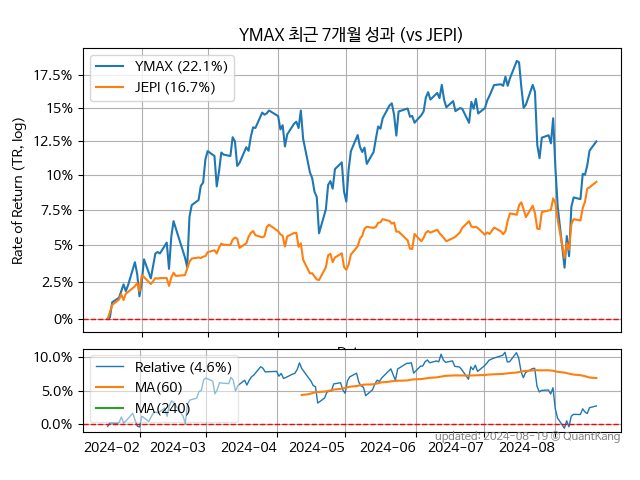 YMAX 최근 7개월 성과 (vs JEPI)
Rate of Return (TR, log)
17.5%
15%
12.5%
10%
7.5%
5%
2.5%
0%
YMAX (22.1%)
JEPI (16.7%)
10.0%
5.0%
0.0%
Relative (4.6%)
MA(60)
MA(240)
2024-02 2024-03 2024-04 2024-05 2024-06 2024-07 2024-08
updated: 2024-08-19 © QuantKang